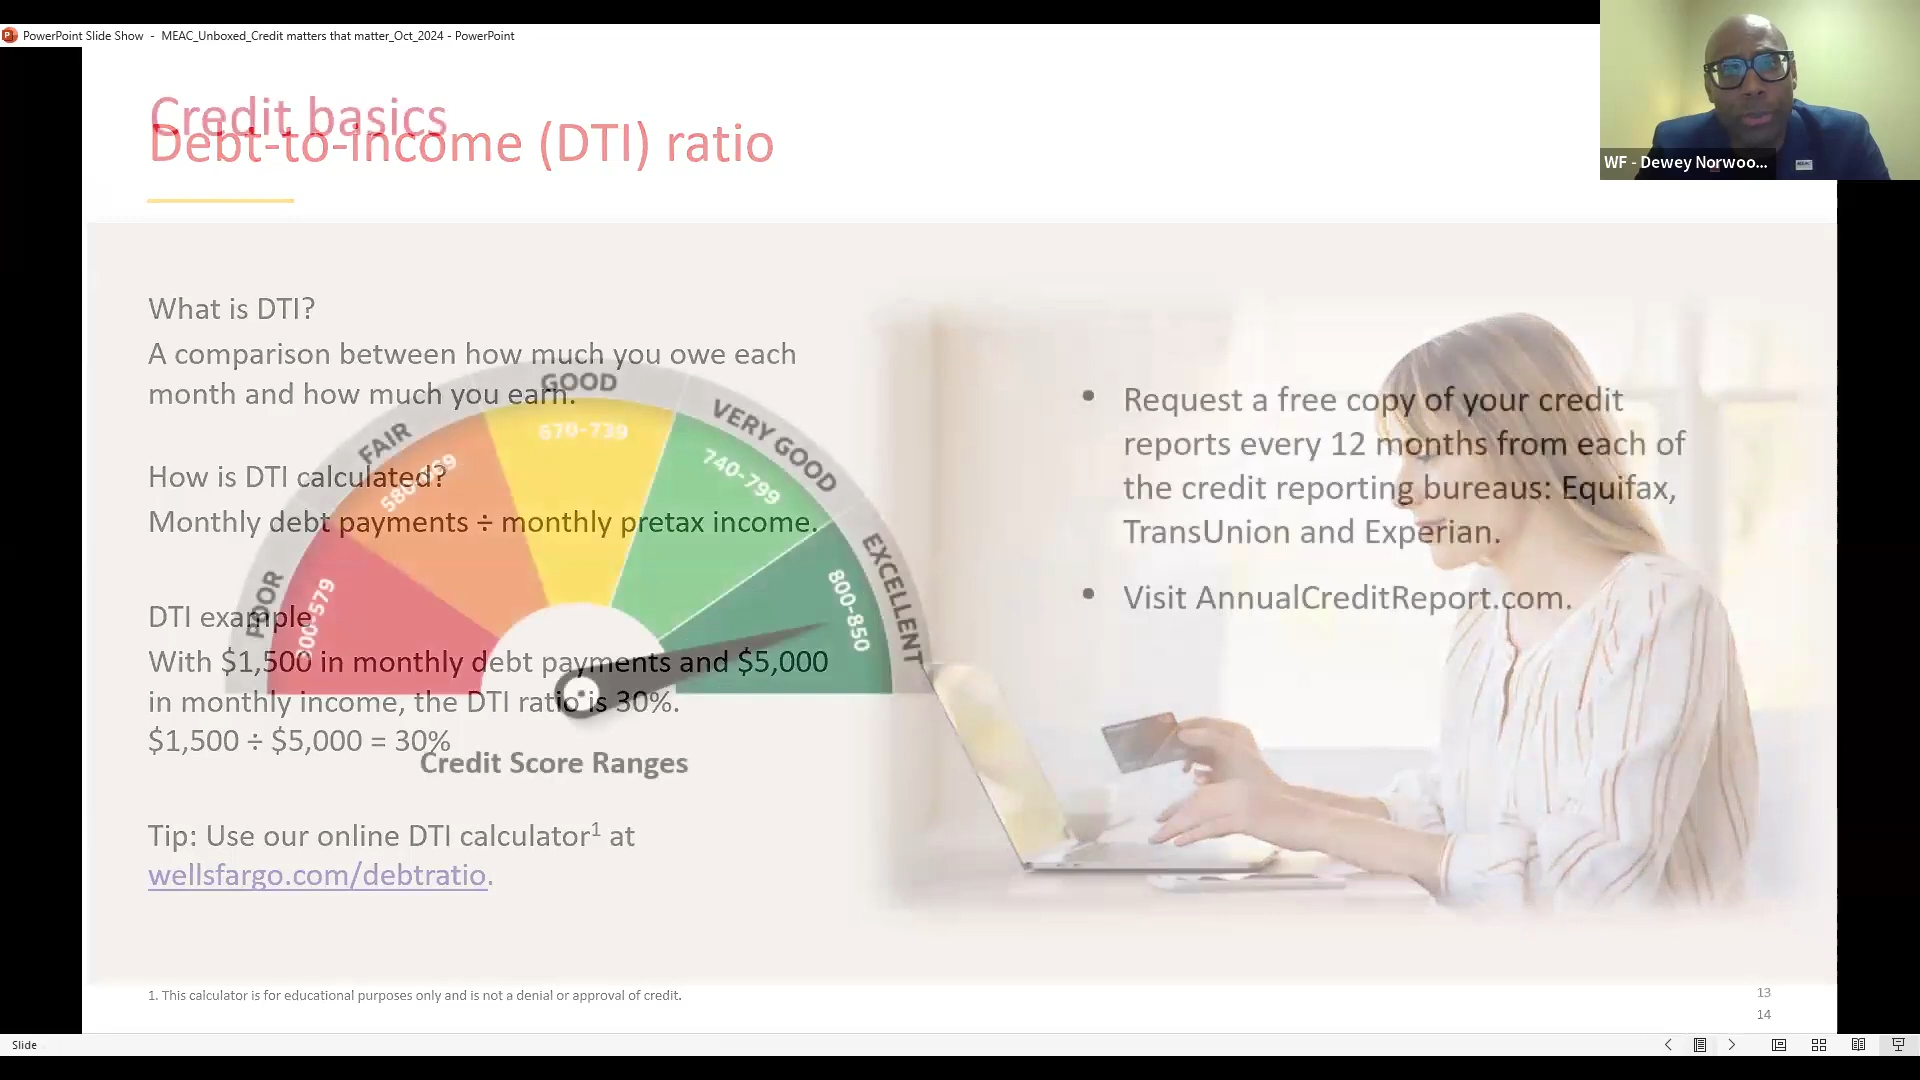 PowerPoint Slide Show - MEAC_Unboxed_Credit matters that matter_Oct_2024 - PowerPoint
WF - Dewey Norwoo...
Credit basics
Debt-to-income (DTI) ratio
What is DTI?
A comparison between how much you owe each
month and how much you earn.
How is DTI calculated?
Monthly debt payments ÷ monthly pretax income.
DTI example
With $1,500 in monthly debt payments and $5,000
in monthly income, the DTI ratio is 30%.
$1,500 ÷ $5,000 = 30%
Tip: Use our online DTI calculator¹ at
wellsfargo.com/debtratio.
POOR
300-579
FAIR
580-669
GOOD
670-739
VERY GOOD
740-799
EXCELLENT
800-850
Credit Score Ranges
• Request a free copy of your credit
reports every 12 months from each of
the credit reporting bureaus: Equifax,
TransUnion and Experian.
• Visit AnnualCreditReport.com.
1. This calculator is for educational purposes only and is not a denial or approval of credit.
13
14
Slide